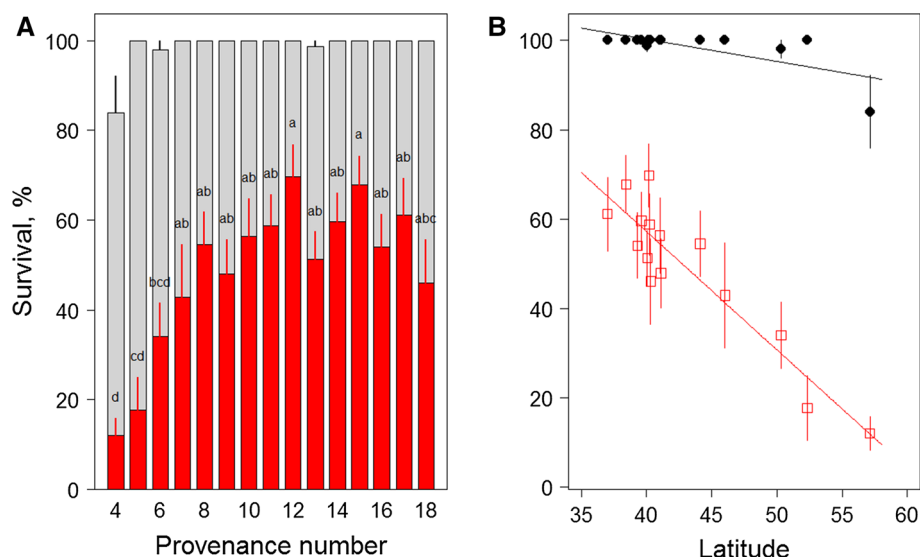 A
B
Survival, %
100
80
60
40
20
0
d
cd
bcd
ab
ab
ab
ab
ab
a
ab
ab
a
ab
ab
abc
4
6
8
10
12
14
16
18
Provenance number
100
80
60
40
20
0
35
40
45
50
55
60
Latitude